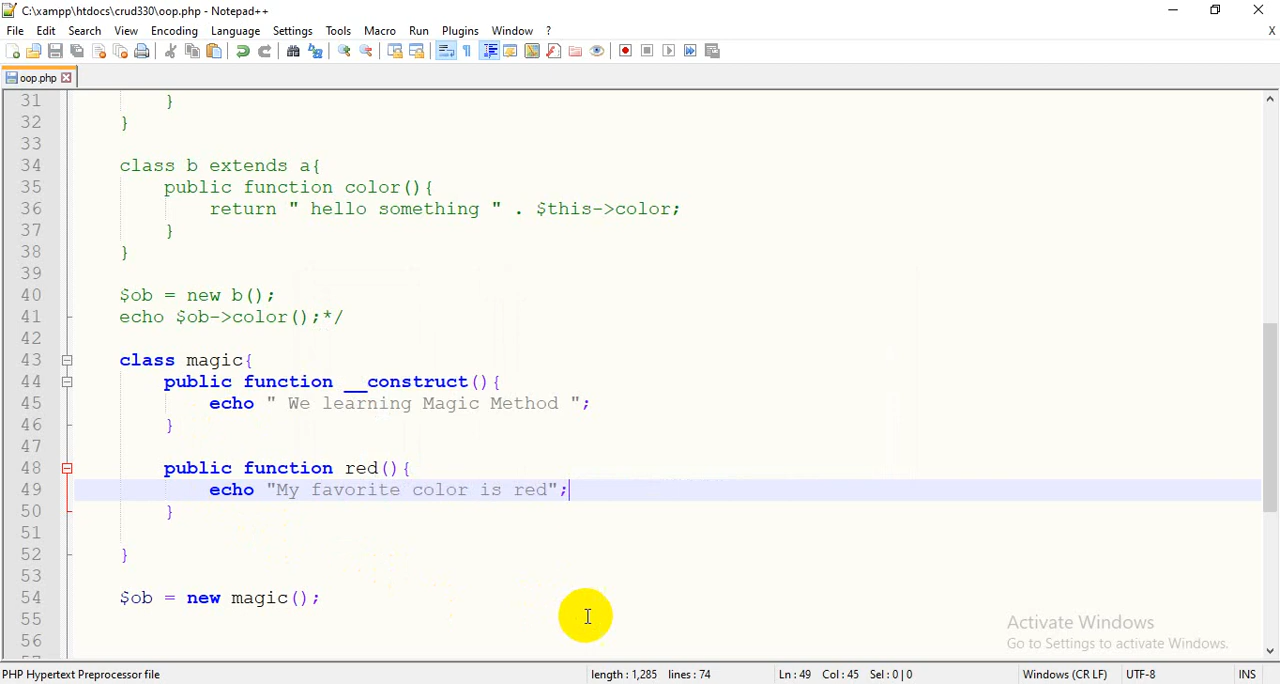 C:\xampp\htdocs\crud330\oop.php - Notepad++
File Edit Search View Encoding Language Settings Tools Macro Run Plugins Window ? X
oop.php
31 }
32 }
33
34 class b extends a{
35 public function color(){
36 return " hello something " . $this->color;
37 }
38 }
39
40 $ob = new b();
41 echo $ob->color();*/
42
43 class magic{
44 public function __construct(){
45 echo " We learning Magic Method ";
46 }
47
48 public function red(){
49 echo "My favorite color is red";
50 }
51
52 }
53
54 $ob = new magic();
55
56
Activate Windows
Go to Settings to activate Windows.
PHP Hypertext Preprocessor file length : 1,285 lines : 74 Ln : 49 Col : 45 Sel : 0 | 0 Windows (CR LF) UTF-8 INS